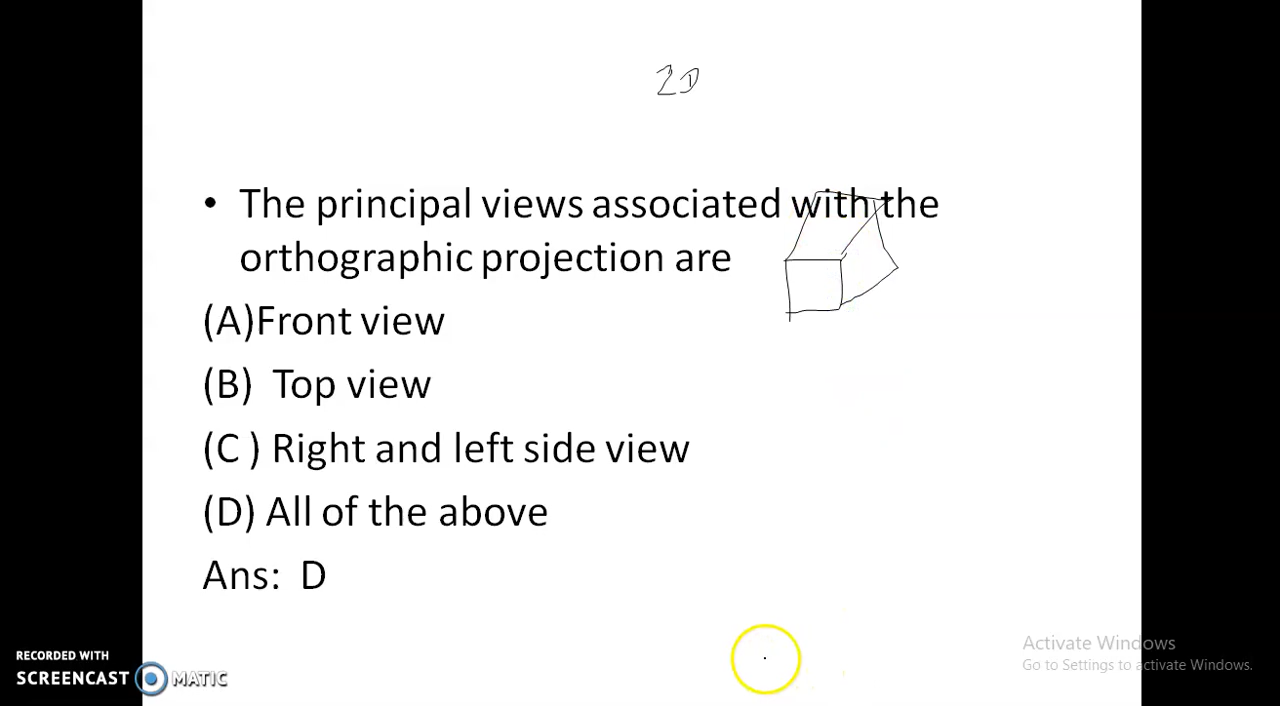 2D
• The principal views associated with the
orthographic projection are
(A)Front view
(B) Top view
(C ) Right and left side view
(D) All of the above
Ans: D
RECORDED WITH
SCREENCAST MATIC
Activate Windows
Go to Settings to activate Windows.